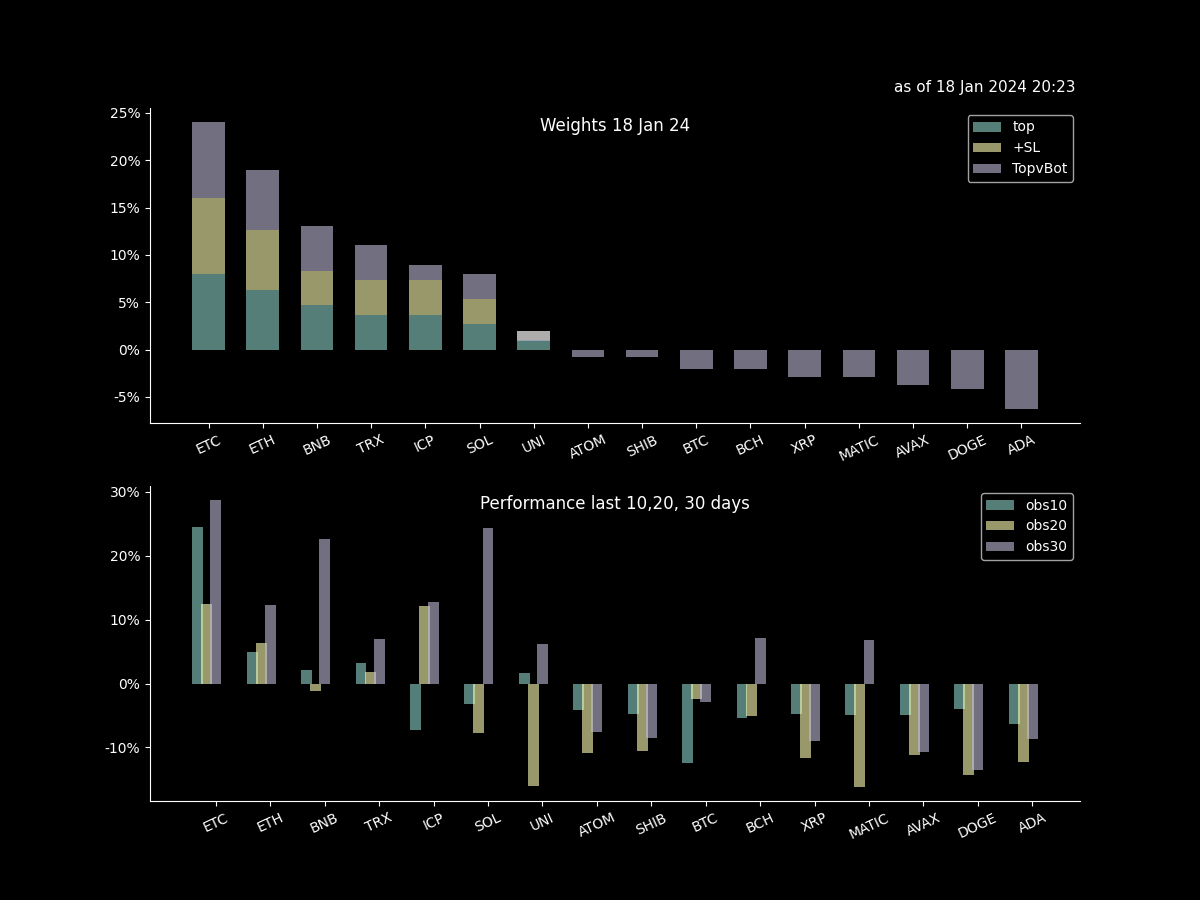 as of 18 Jan 2024 20:23
Weights 18 Jan 24
top
+SL
TopvBot
25%
20%
15%
10%
5%
0%
-5%
ETC ETH BNB TRX ICP SOL UNI ATOM SHIB BTC BCH XRP MATIC AVAX DOGE ADA
Performance last 10,20, 30 days
obs10
obs20
obs30
30%
20%
10%
0%
-10%
ETC ETH BNB TRX ICP SOL UNI ATOM SHIB BTC BCH XRP MATIC AVAX DOGE ADA